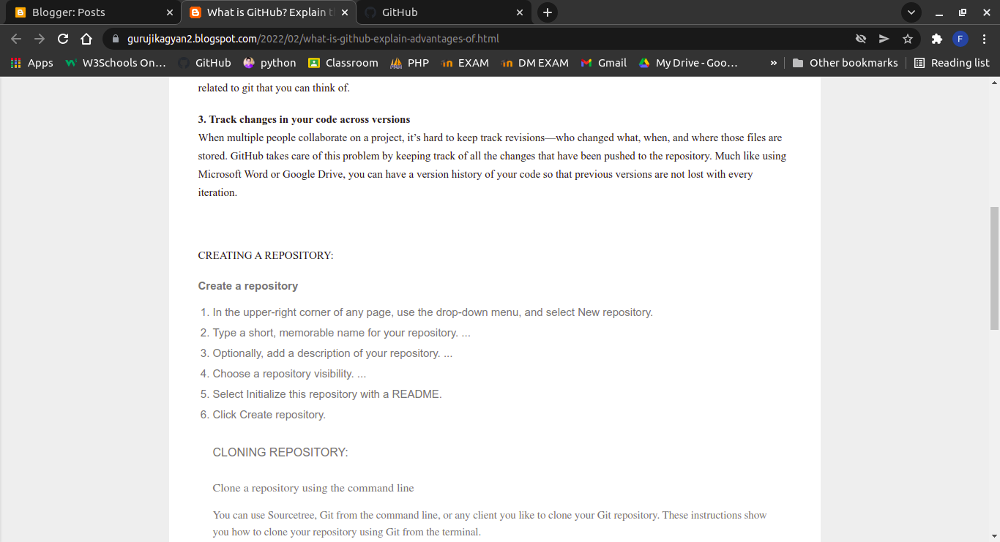 Blogger: Posts
What is GitHub? Explain t
GitHub
gurujikagyan2.blogspot.com/2022/02/what-is-github-explain-advantages-of.html
F
Apps
W3Schools On…
GitHub
python
Classroom
PHP
EXAM
DM EXAM
Gmail
My Drive - Goo…
»
Other bookmarks
Reading list
related to git that you can think of.
3. Track changes in your code across versions
When multiple people collaborate on a project, it’s hard to keep track revisions—who changed what, when, and where those files are
stored. GitHub takes care of this problem by keeping track of all the changes that have been pushed to the repository. Much like using
Microsoft Word or Google Drive, you can have a version history of your code so that previous versions are not lost with every
iteration.
CREATING A REPOSITORY:
Create a repository
1. In the upper-right corner of any page, use the drop-down menu, and select New repository.
2. Type a short, memorable name for your repository. ...
3. Optionally, add a description of your repository. ...
4. Choose a repository visibility. ...
5. Select Initialize this repository with a README.
6. Click Create repository.
CLONING REPOSITORY:
Clone a repository using the command line
You can use Sourcetree, Git from the command line, or any client you like to clone your Git repository. These instructions show
you how to clone your repository using Git from the terminal.